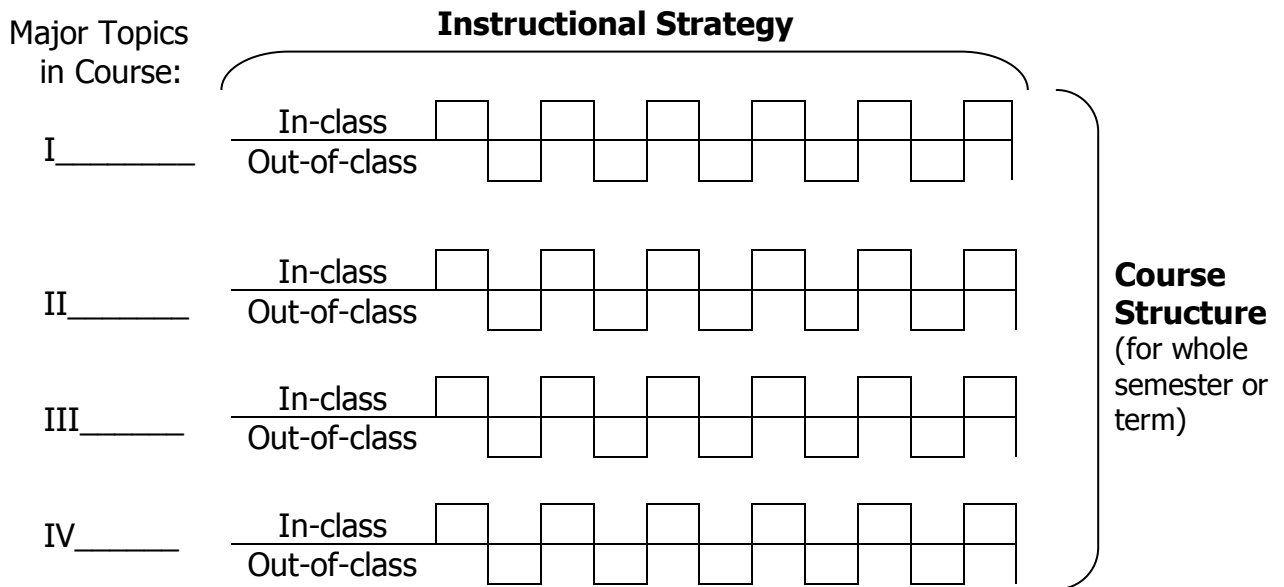 Major Topics
in Course:
Instructional Strategy
I________
In-class
Out-of-class
II_______
In-class
Out-of-class
III______
In-class
Out-of-class
IV______
In-class
Out-of-class
Course
Structure
(for whole
semester or
term)